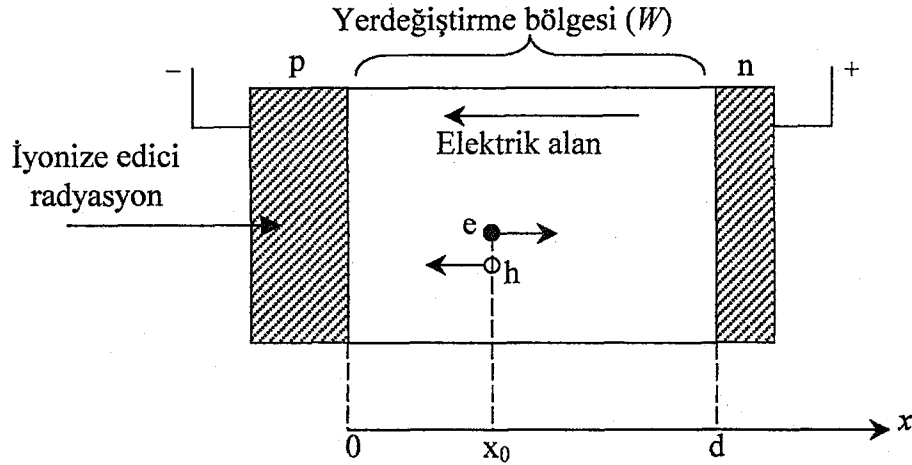 Yerdeğiştirme bölgesi (W)
− p n +
Elektrik alan
İyonize edici
radyasyon
e
h
0 x₀ d x